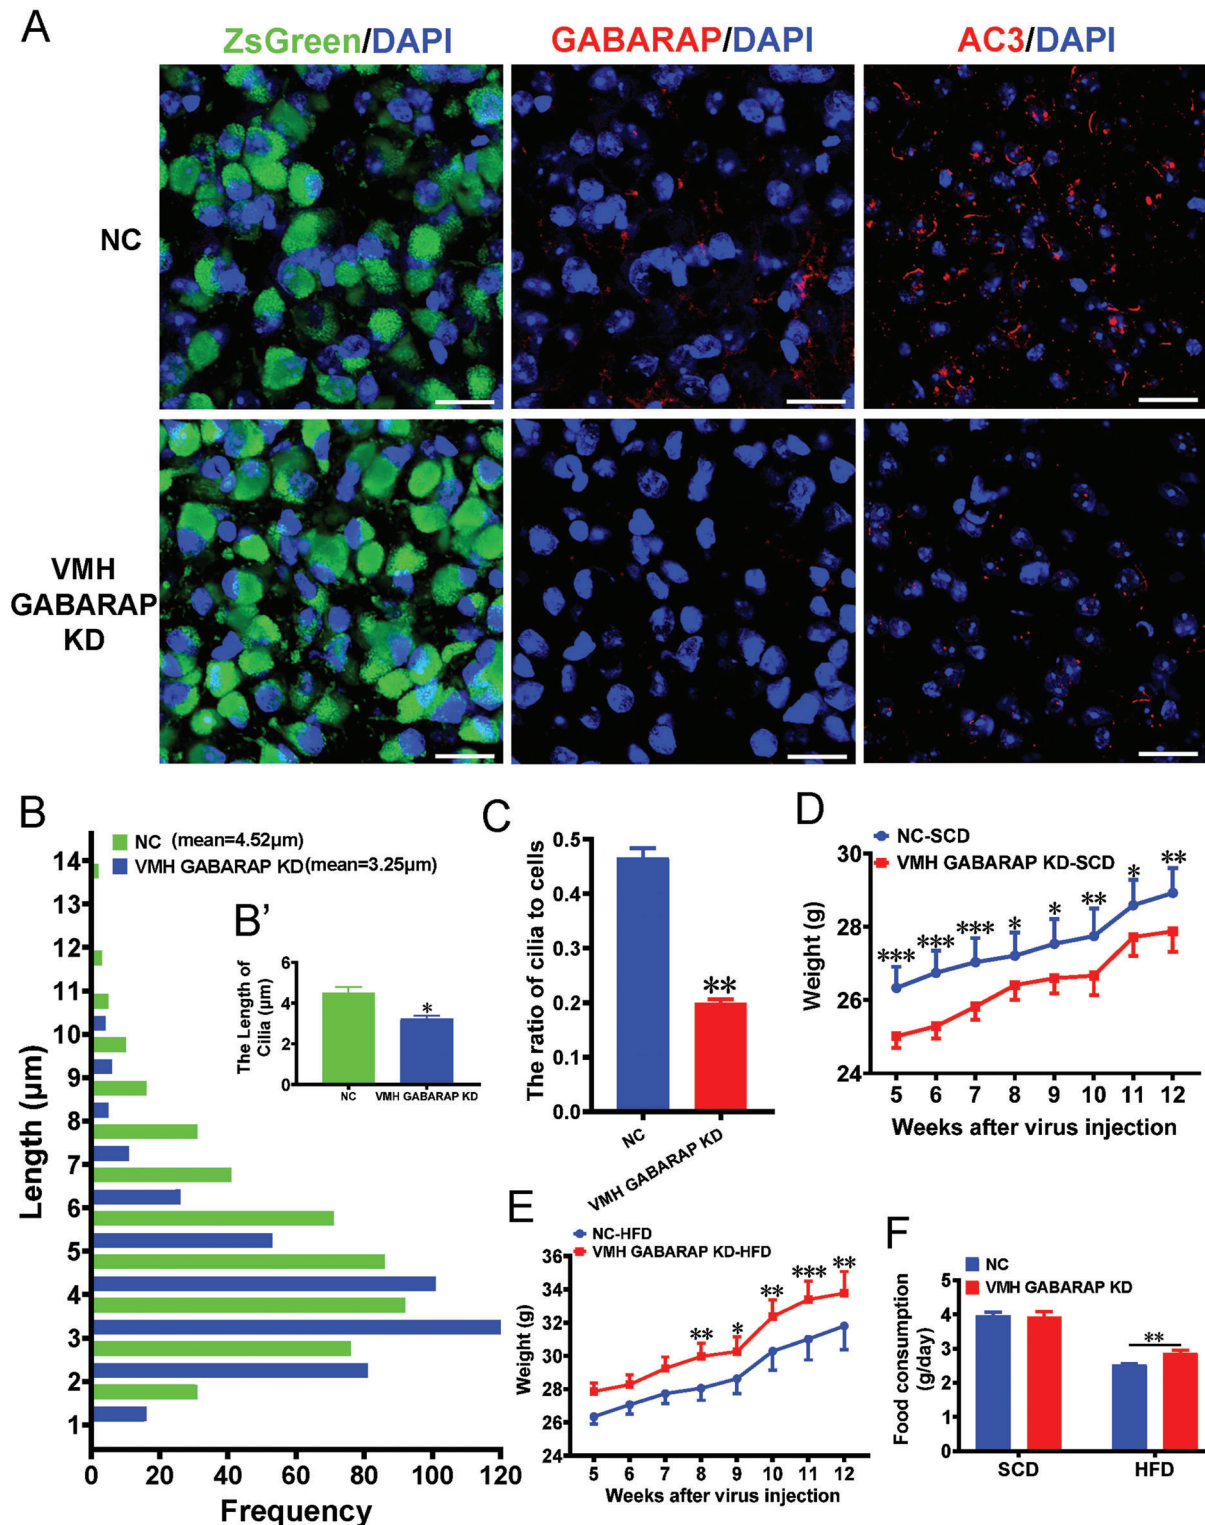 A
ZsGreen/DAPI
GABARAP/DAPI
AC3/DAPI
NC
VMH
GABARAP
KD
B
NC (mean=4.52µm)
VMH GABARAP KD(mean=3.25µm)
Length (µm)
14
13
12
11
10
9
8
7
6
5
4
3
2
1
0 20 40 60 80 100 120
Frequency
B'
The Length of
Cilia (µm)
6
4
2
0
*
NC VMH GABARAP KD
C
The ratio of cilia to cells
0.5
0.4
0.3
0.2
0.1
0.0
**
NC
VMH GABARAP KD
D
NC-SCD
VMH GABARAP KD-SCD
Weight (g)
30
28
26
24
*** *** *** * * ** * **
5 6 7 8 9 10 11 12
Weeks after virus injection
E
NC-HFD
VMH GABARAP KD-HFD
Weight (g)
36
34
32
30
28
26
24
** * ** *** **
5 6 7 8 9 10 11 12
Weeks after virus injection
F
NC
VMH GABARAP KD
Food consumption
(g/day)
5
4
3
2
1
0
**
SCD HFD